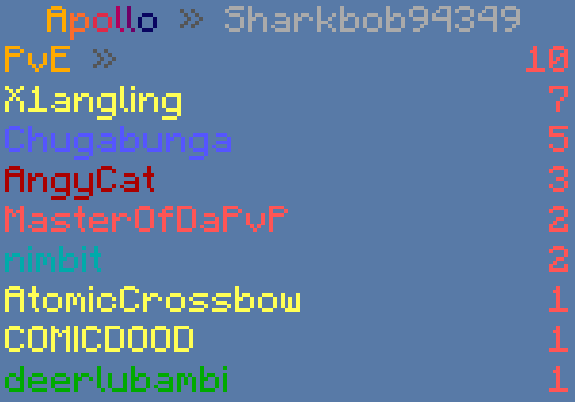 Apollo » Sharkbob94349
PvE » 10
X1angling 7
Chugabunga 5
AngyCat 3
MasterOfDaPvP 2
nimbit 2
AtomicCrossbow 1
COMICDOOD 1
deerlubambi 1